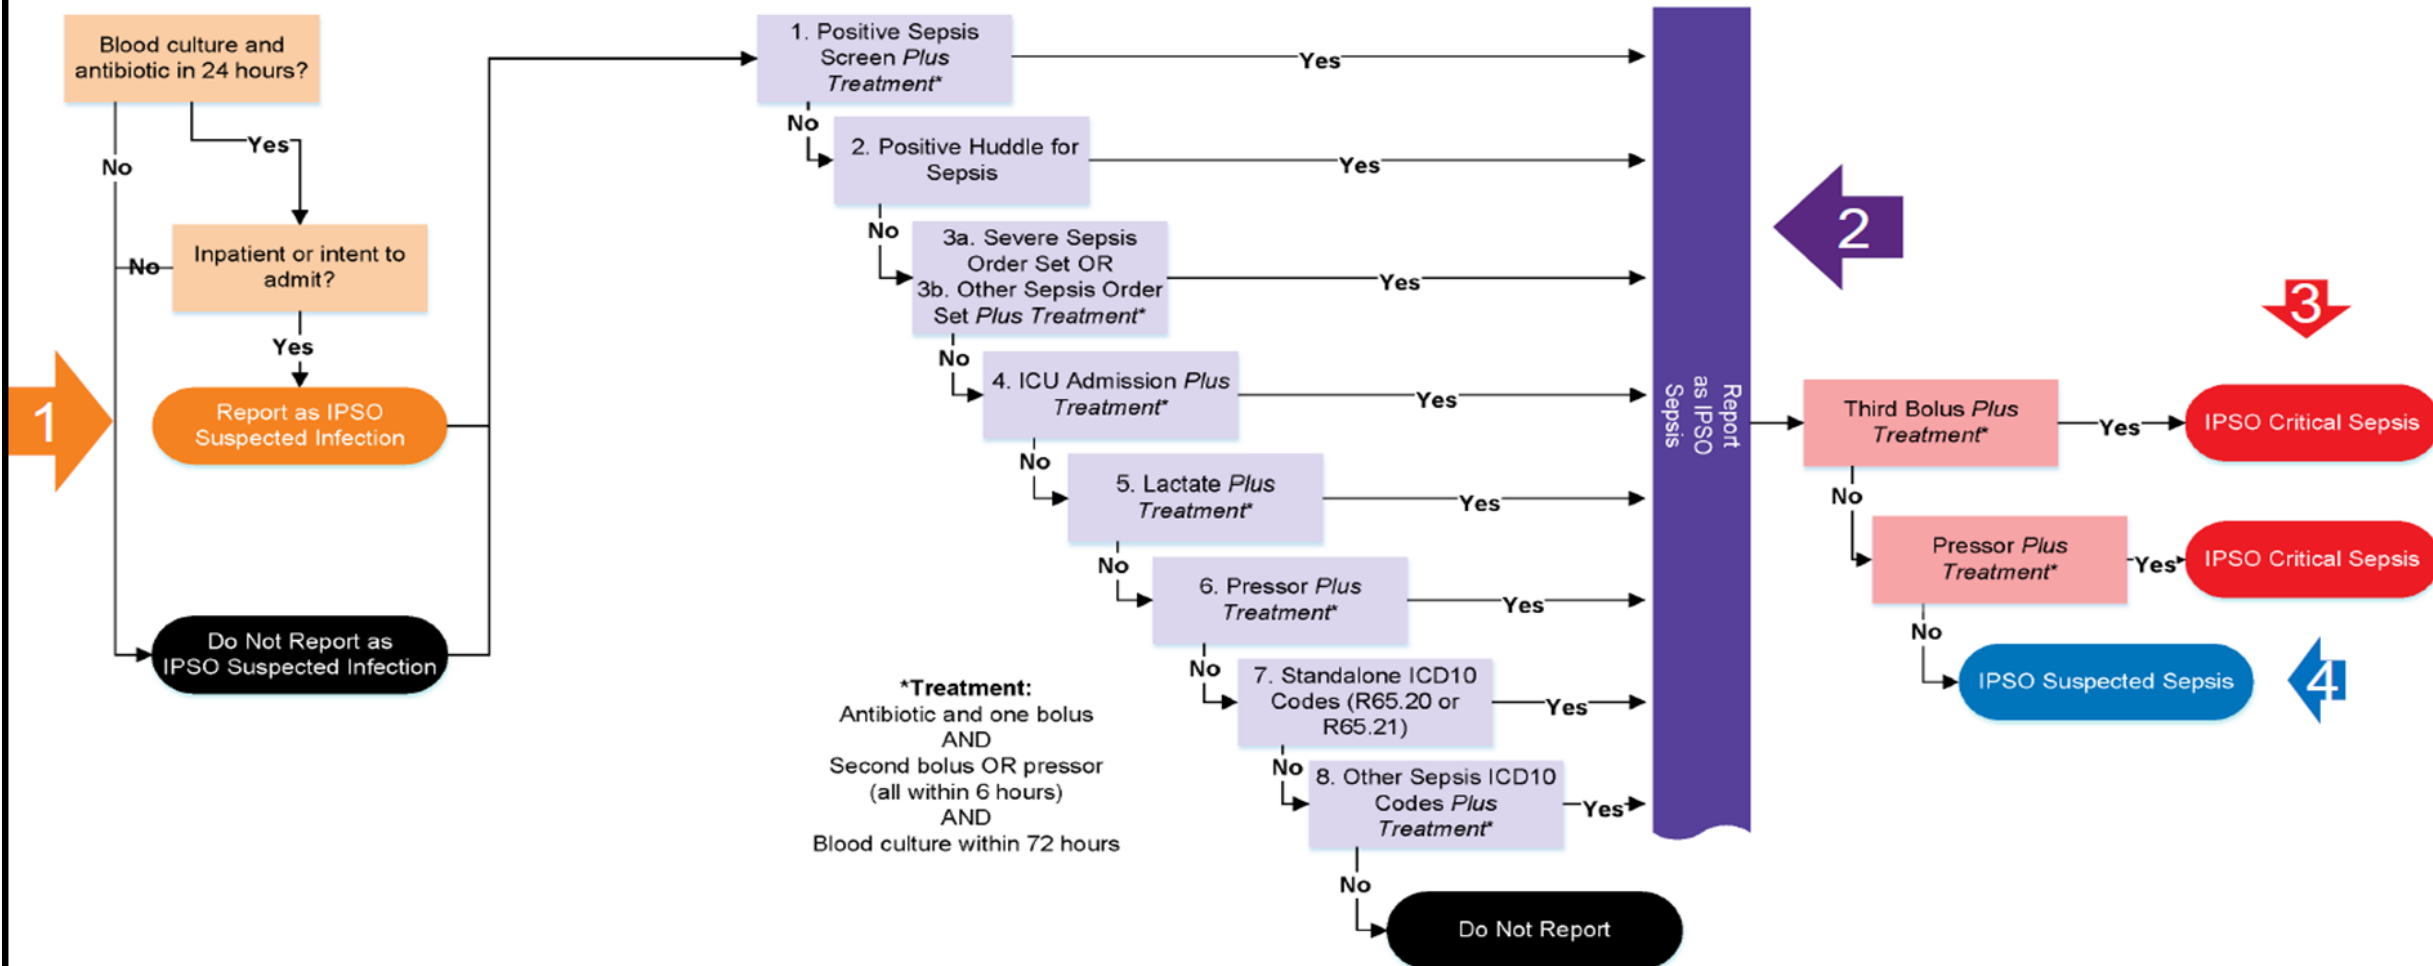 Blood culture and
antibiotic in 24 hours?
Yes
No
Inpatient or intent to
admit?
No
Yes
1
Report as IPSO
Suspected Infection
Do Not Report as
IPSO Suspected Infection
1. Positive Sepsis
Screen Plus
Treatment*
Yes
No
2. Positive Huddle for
Sepsis
Yes
No
3a. Severe Sepsis
Order Set OR
3b. Other Sepsis Order
Set Plus Treatment*
Yes
No
4. ICU Admission Plus
Treatment*
Yes
No
5. Lactate Plus
Treatment*
Yes
No
6. Pressor Plus
Treatment*
Yes
No
7. Standalone ICD10
Codes (R65.20 or
R65.21)
Yes
No
8. Other Sepsis ICD10
Codes Plus
Treatment*
Yes
No
Do Not Report
*Treatment:
Antibiotic and one bolus
AND
Second bolus OR pressor
(all within 6 hours)
AND
Blood culture within 72 hours
Report
as IPSO
Sepsis
2
3
Third Bolus Plus
Treatment*
Yes
IPSO Critical Sepsis
No
Pressor Plus
Treatment*
Yes
IPSO Critical Sepsis
No
IPSO Suspected Sepsis
4